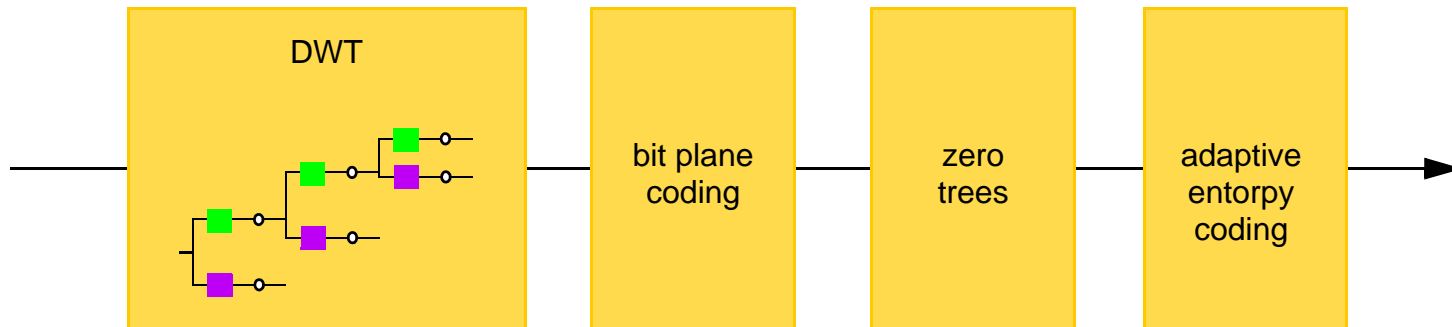 DWT
bit plane
coding
zero
trees
adaptive
entorpy
coding